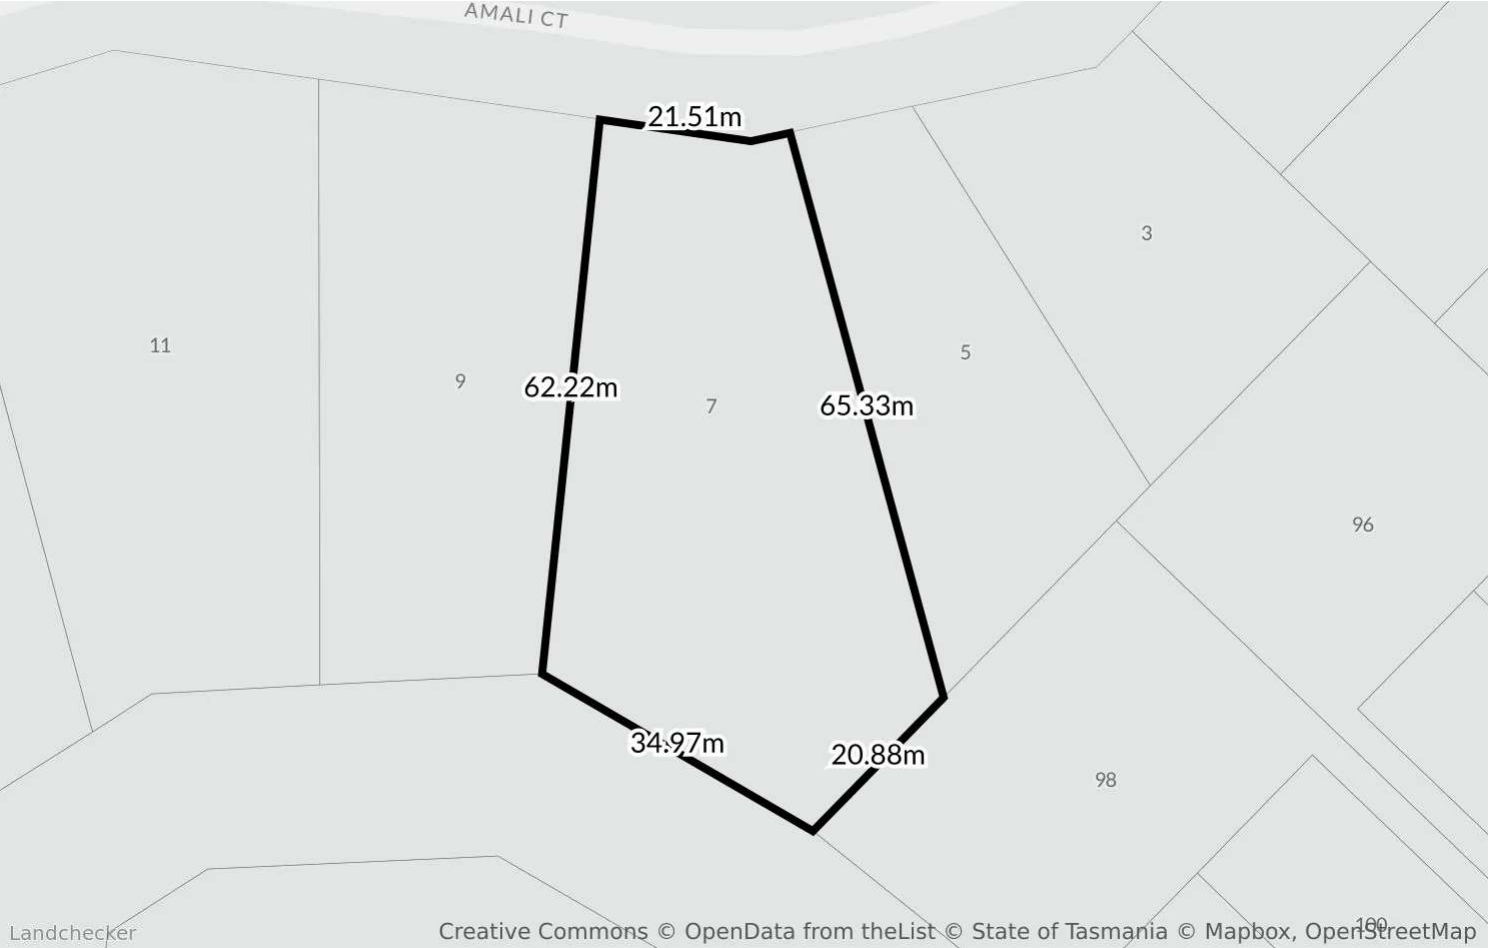 AMALI CT
21.51m
3
11
9
62.22m
7
65.33m
5
96
34.97m
20.88m
98
100
Landchecker
Creative Commons © OpenData from theList © State of Tasmania © Mapbox, OpenStreetMap